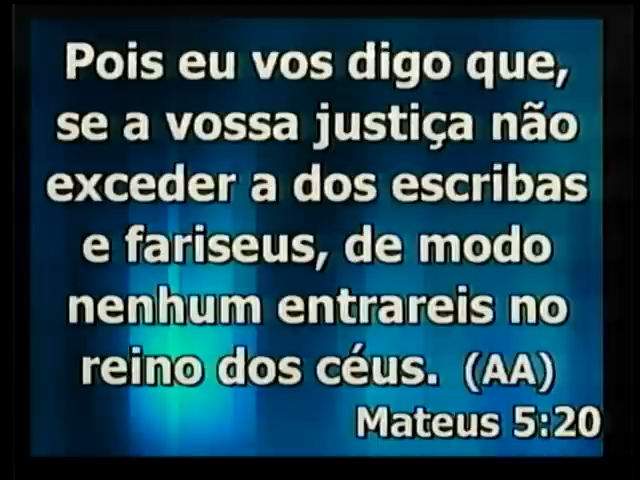 Pois eu vos digo que,
se a vossa justiça não
exceder a dos escribas
e fariseus, de modo
nenhum entrareis no
reino dos céus. (AA)
Mateus 5:20